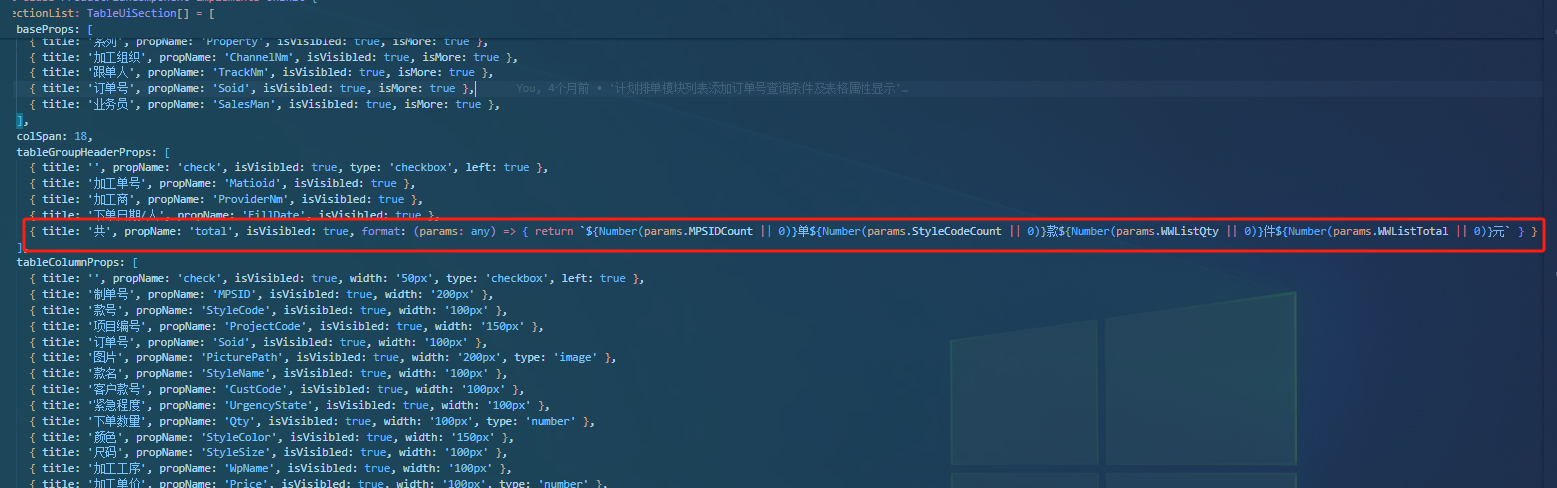 ectionList: TableUiSection[] = [
baseProps: [
{ title: '系列', propName: 'Property', isVisibled: true, isMore: true },
{ title: '加工组织', propName: 'ChannelNm', isVisibled: true, isMore: true },
{ title: '跟单人', propName: 'TrackNm', isVisibled: true, isMore: true },
{ title: '订单号', propName: 'Soid', isVisibled: true, isMore: true }, You, 4个月前 • '计划排单模块列表添加订单号查询条件及表格属性显示'…
{ title: '业务员', propName: 'SalesMan', isVisibled: true, isMore: true },
],
colSpan: 18,
tableGroupHeaderProps: [
{ title: '', propName: 'check', isVisibled: true, type: 'checkbox', left: true },
{ title: '加工单号', propName: 'Matioid', isVisibled: true },
{ title: '加工商', propName: 'ProviderNm', isVisibled: true },
{ title: '下单日期/人', propName: 'FillDate', isVisibled: true },
{ title: '共', propName: 'total', isVisibled: true, format: (params: any) => { return `${Number(params.MPSIDCount || 0)}单${Number(params.StyleCodeCount || 0)}款${Number(params.WWListQty || 0)}件${Number(params.WWListTotal || 0)}元` } }
],
tableColumnProps: [
{ title: '', propName: 'check', isVisibled: true, width: '50px', type: 'checkbox', left: true },
{ title: '制单号', propName: 'MPSID', isVisibled: true, width: '200px' },
{ title: '款号', propName: 'StyleCode', isVisibled: true, width: '100px' },
{ title: '项目编号', propName: 'ProjectCode', isVisibled: true, width: '150px' },
{ title: '订单号', propName: 'Soid', isVisibled: true, width: '100px' },
{ title: '图片', propName: 'PicturePath', isVisibled: true, width: '200px', type: 'image' },
{ title: '款名', propName: 'StyleName', isVisibled: true, width: '100px' },
{ title: '客户款号', propName: 'CustCode', isVisibled: true, width: '100px' },
{ title: '紧急程度', propName: 'UrgencyState', isVisibled: true, width: '100px' },
{ title: '下单数量', propName: 'Qty', isVisibled: true, width: '100px', type: 'number' },
{ title: '颜色', propName: 'StyleColor', isVisibled: true, width: '150px' },
{ title: '尺码', propName: 'StyleSize', isVisibled: true, width: '100px' },
{ title: '加工工序', propName: 'WpName', isVisibled: true, width: '100px' },
{ title: '加工单价', propName: 'Price', isVisibled: true, width: '100px', type: 'number' },